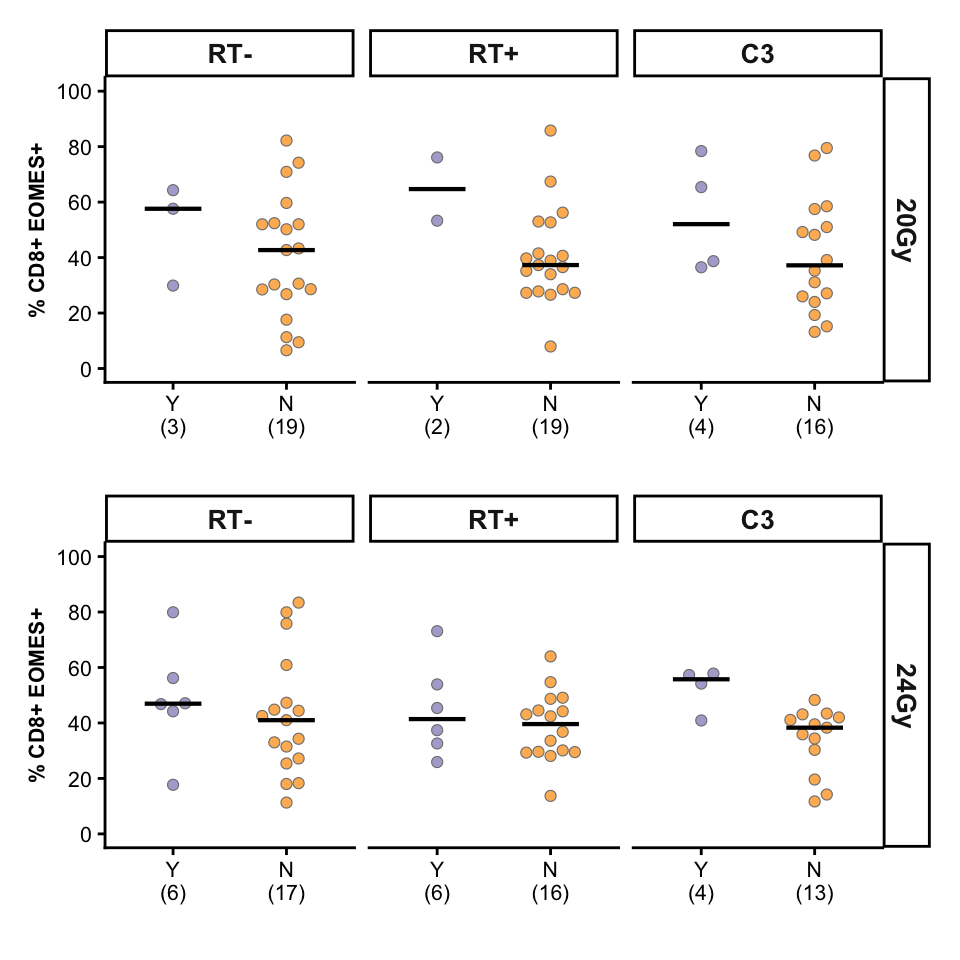 RT- RT+ C3
100
80
60
40
20
0
% CD8+ EOMES+
20Gy
Y N Y N Y N
(3) (19) (2) (19) (4) (16)
RT- RT+ C3
100
80
60
40
20
0
% CD8+ EOMES+
24Gy
Y N Y N Y N
(6) (17) (6) (16) (4) (13)